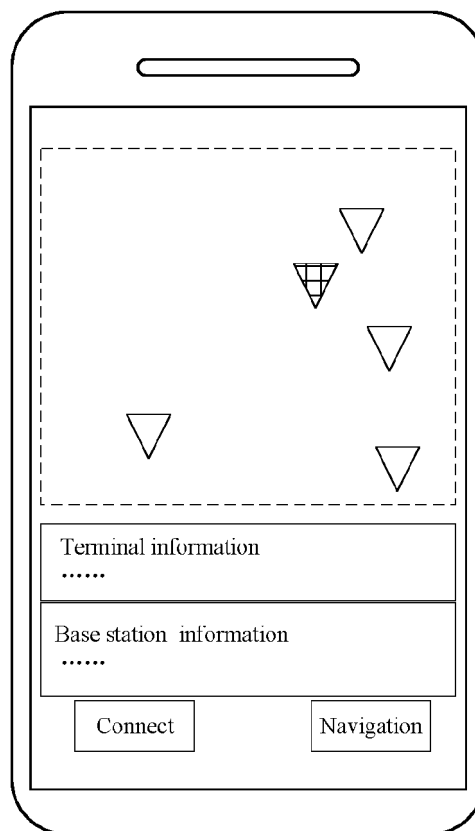 Terminal information
······
Base station information
······
Connect
Navigation